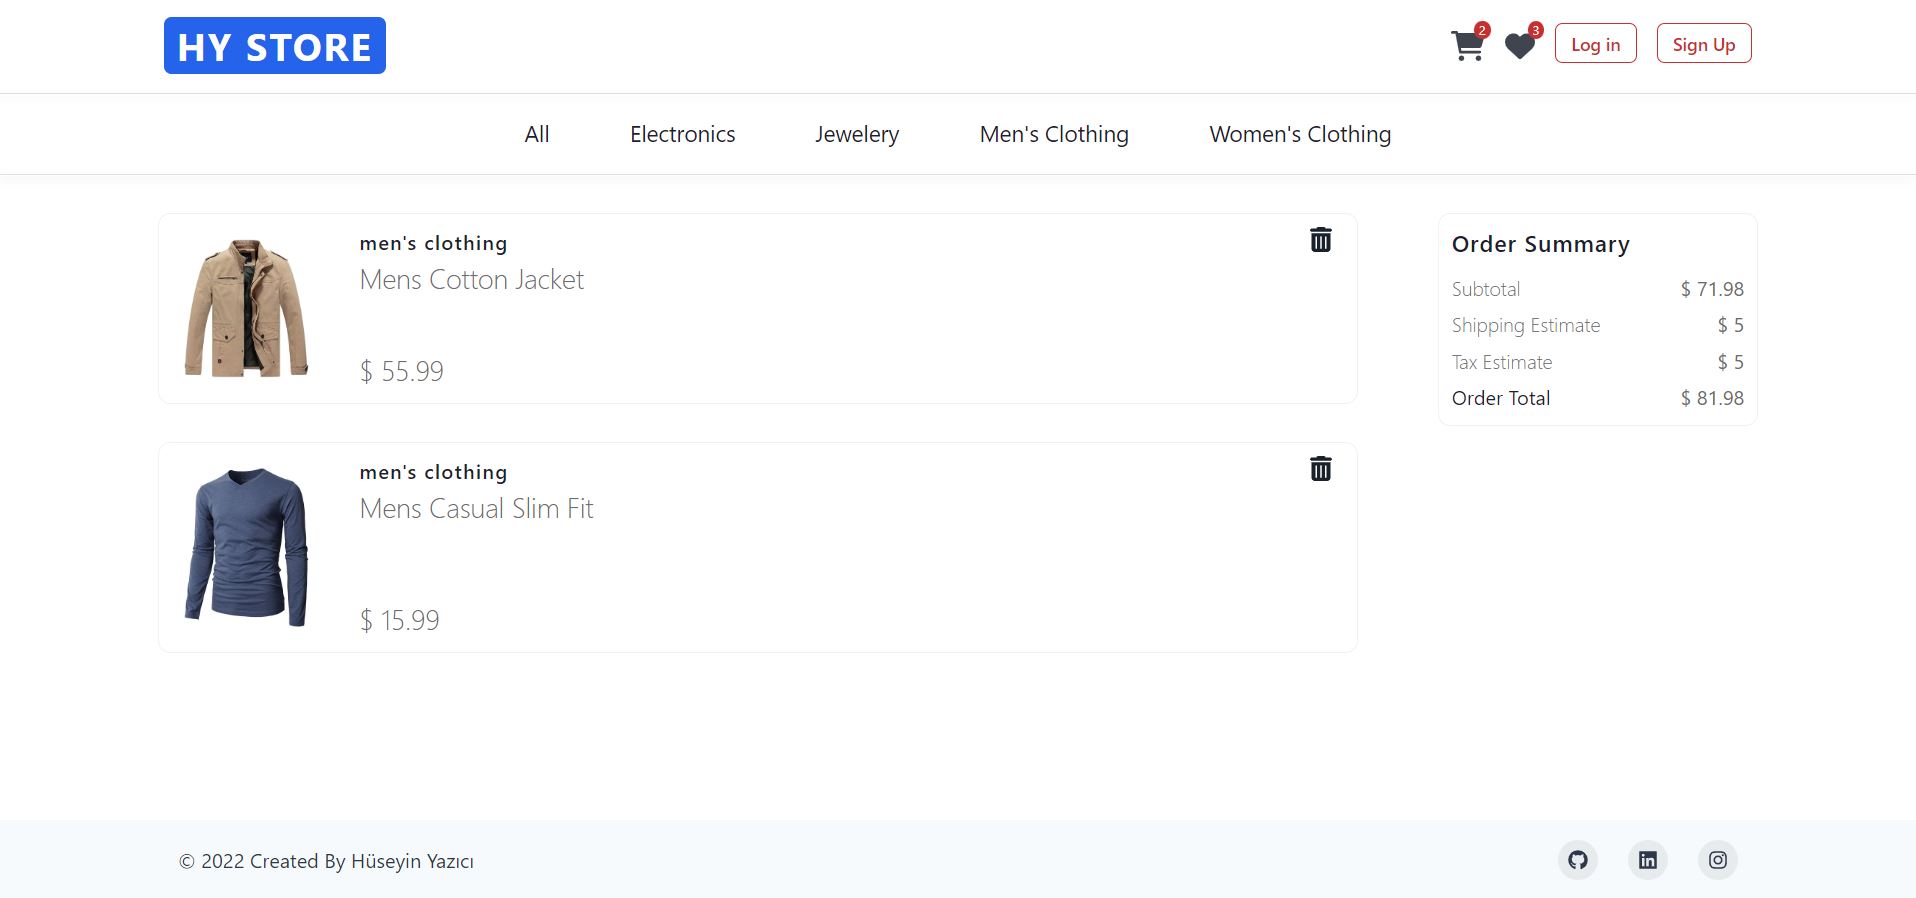 HY STORE
2
3
Log in
Sign Up
All
Electronics
Jewelery
Men's Clothing
Women's Clothing
men's clothing
Mens Cotton Jacket
$ 55.99
men's clothing
Mens Casual Slim Fit
$ 15.99
Order Summary
Subtotal $ 71.98
Shipping Estimate $ 5
Tax Estimate $ 5
Order Total $ 81.98
© 2022 Created By Hüseyin Yazıcı
in